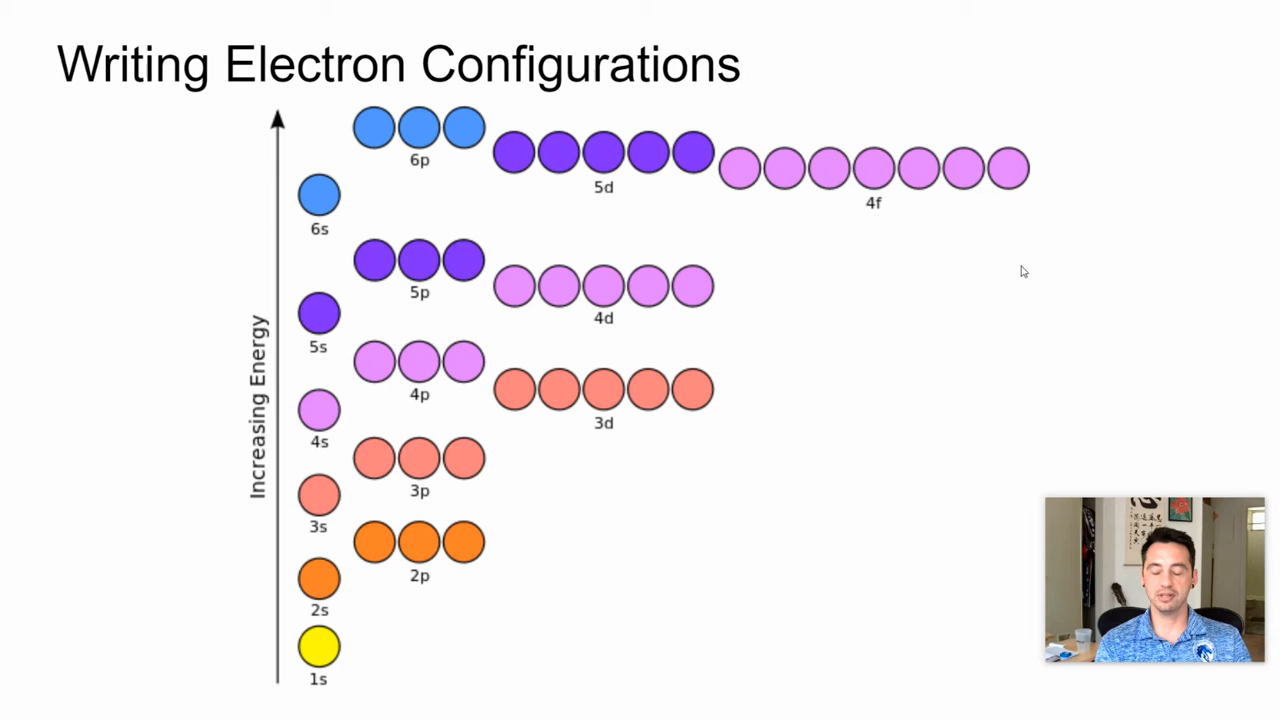 Writing Electron Configurations
Increasing Energy
6p
5d
4f
6s
5p
4d
5s
4p
3d
4s
3p
3s
2p
2s
1s